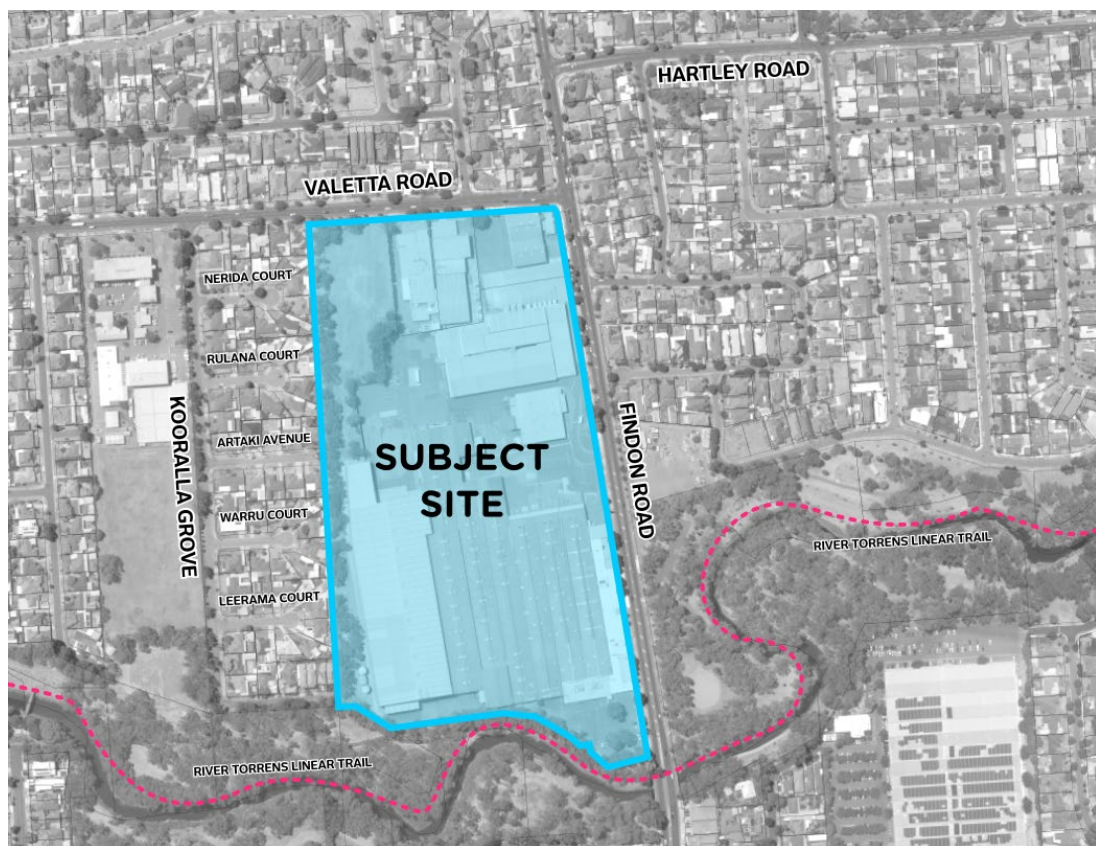 HARTLEY ROAD
VALETTA ROAD
NERIDA COURT
RULANA COURT
ARTAKI AVENUE
WARRU COURT
LEERAMA COURT
KOORALLA GROVE
SUBJECT
SITE
FINDON ROAD
RIVER TORRENS LINEAR TRAIL
RIVER TORRENS LINEAR TRAIL